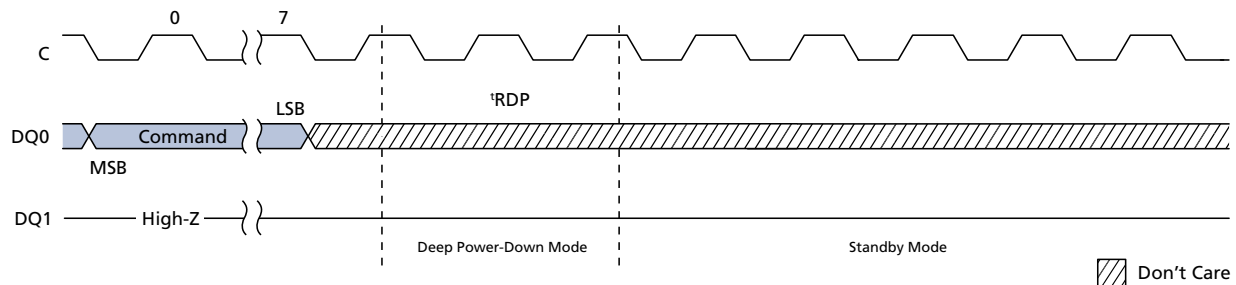 0 7
C
ᵗRDP
LSB
DQ0 Command
MSB
DQ1 High-Z
Deep Power-Down Mode Standby Mode
Don't Care